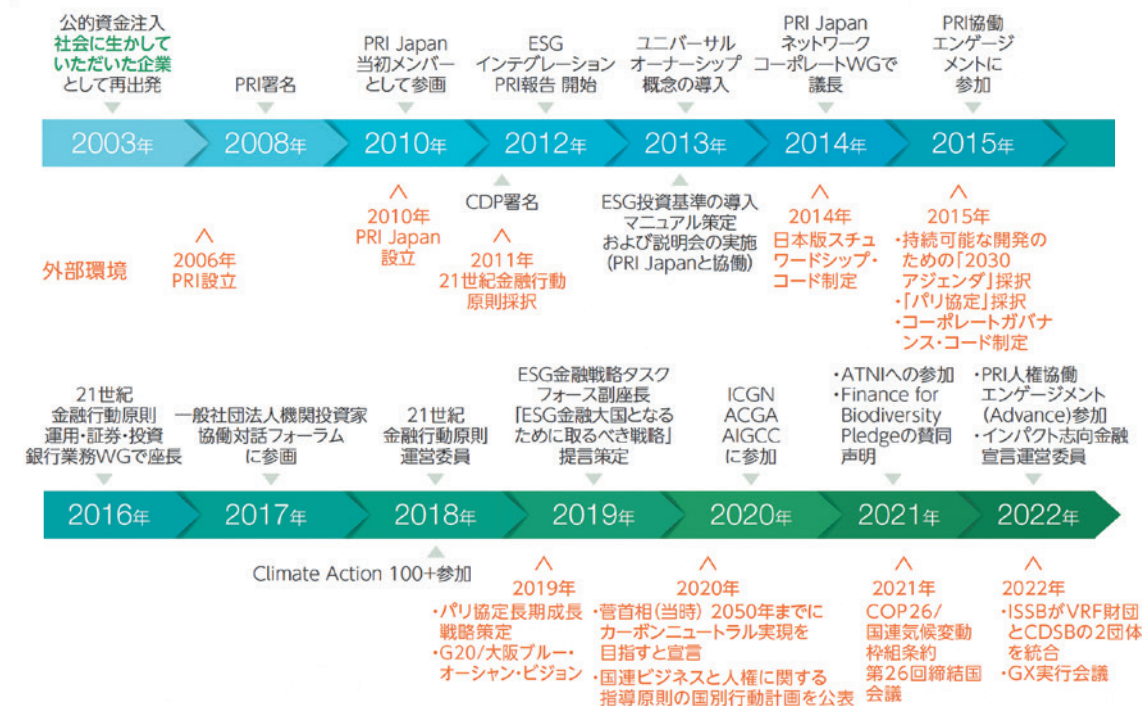 公的資金注入
社会に生かして
いただいた企業
として再出発
PRI署名
PRI Japan
当初メンバー
として参画
ESG
インテグレーション
PRI報告 開始
ユニバーサル
オーナーシップ
概念の導入
PRI Japan
ネットワーク
コーポレートWGで
議長
PRI協働
エンゲージ
メントに
参加
2003年
2008年
2010年
2012年
2013年
2014年
2015年
外部環境
2006年
PRI設立
2010年
PRI Japan
設立
CDP署名
2011年
21世紀金融行動
原則採択
ESG投資基準の導入
マニュアル策定
および説明会の実施
(PRI Japanと協働)
2014年
日本版スチュ
ワードシップ・
コード制定
2015年
・持続可能な開発の
ための「2030
アジェンダ」採択
・「パリ協定」採択
・コーポレートガバナ
ンス・コード制定
21世紀
金融行動原則
運用・証券・投資
銀行業務WGで座長
一般社団法人機関投資家
協働対話フォーラム
に参画
21世紀
金融行動原則
運営委員
ESG金融戦略タスク
フォース副座長
「ESG金融大国となる
ために取るべき戦略」
提言策定
ICGN
ACGA
AIGCC
に参加
・ATNIへの参加
・Finance for
Biodiversity
Pledgeの賛同
声明
・PRI人権協働
エンゲージメント
(Advance)参加
・インパクト志向金融
宣言運営委員
2016年
2017年
2018年
2019年
2020年
2021年
2022年
Climate Action 100+参加
2019年
・パリ協定長期成長
戦略策定
・G20/大阪ブルー・
オーシャン・ビジョン
2020年
・菅首相(当時) 2050年までに
カーボンニュートラル実現を
目指すと宣言
・国連ビジネスと人権に関する
指導原則の国別行動計画を公表
2021年
COP26/
国連気候変動
枠組条約
第26回締結国
会議
2022年
・ISSBがVRF財団
とCDSBの2団体
を統合
・GX実行会議